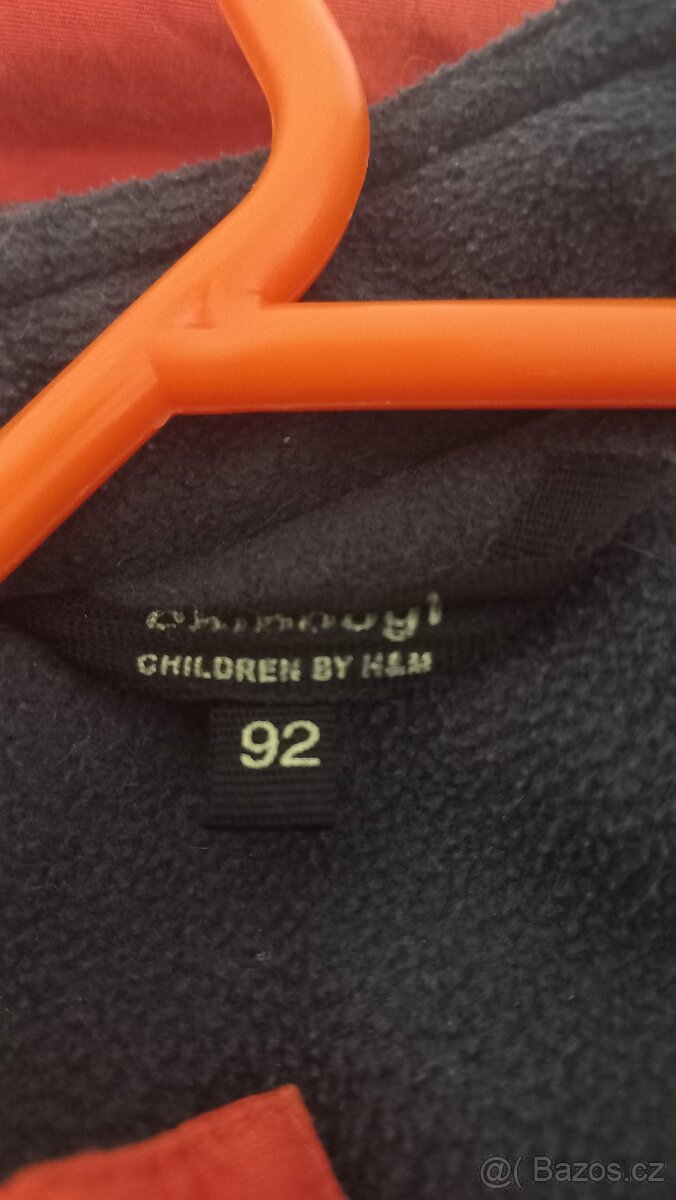 CHILDREN BY H&M
92
@( Bazos.cz